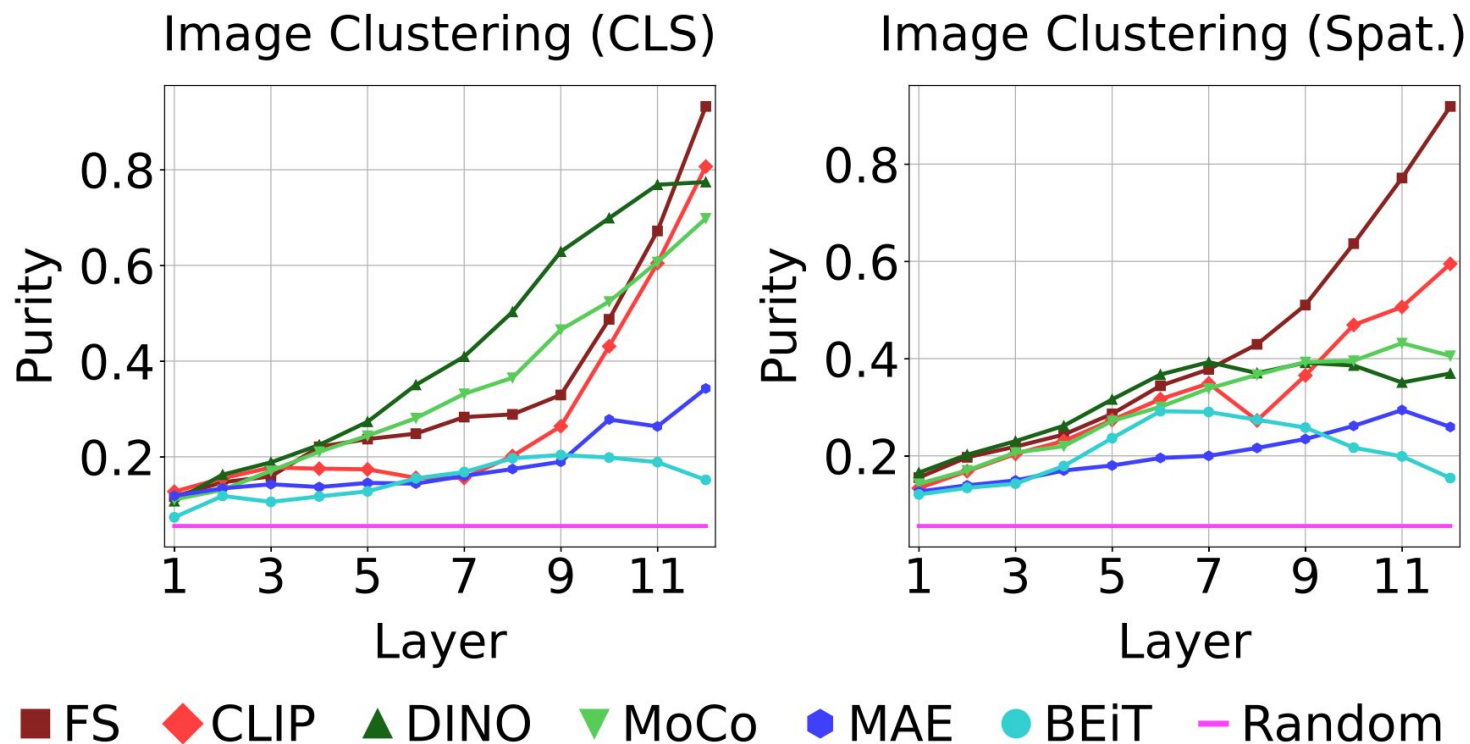 Image Clustering (CLS)
Purity
0.8
0.6
0.4
0.2
1 3 5 7 9 11
Layer
Image Clustering (Spat.)
Purity
0.8
0.6
0.4
0.2
1 3 5 7 9 11
Layer
FS CLIP DINO MoCo MAE BEiT Random